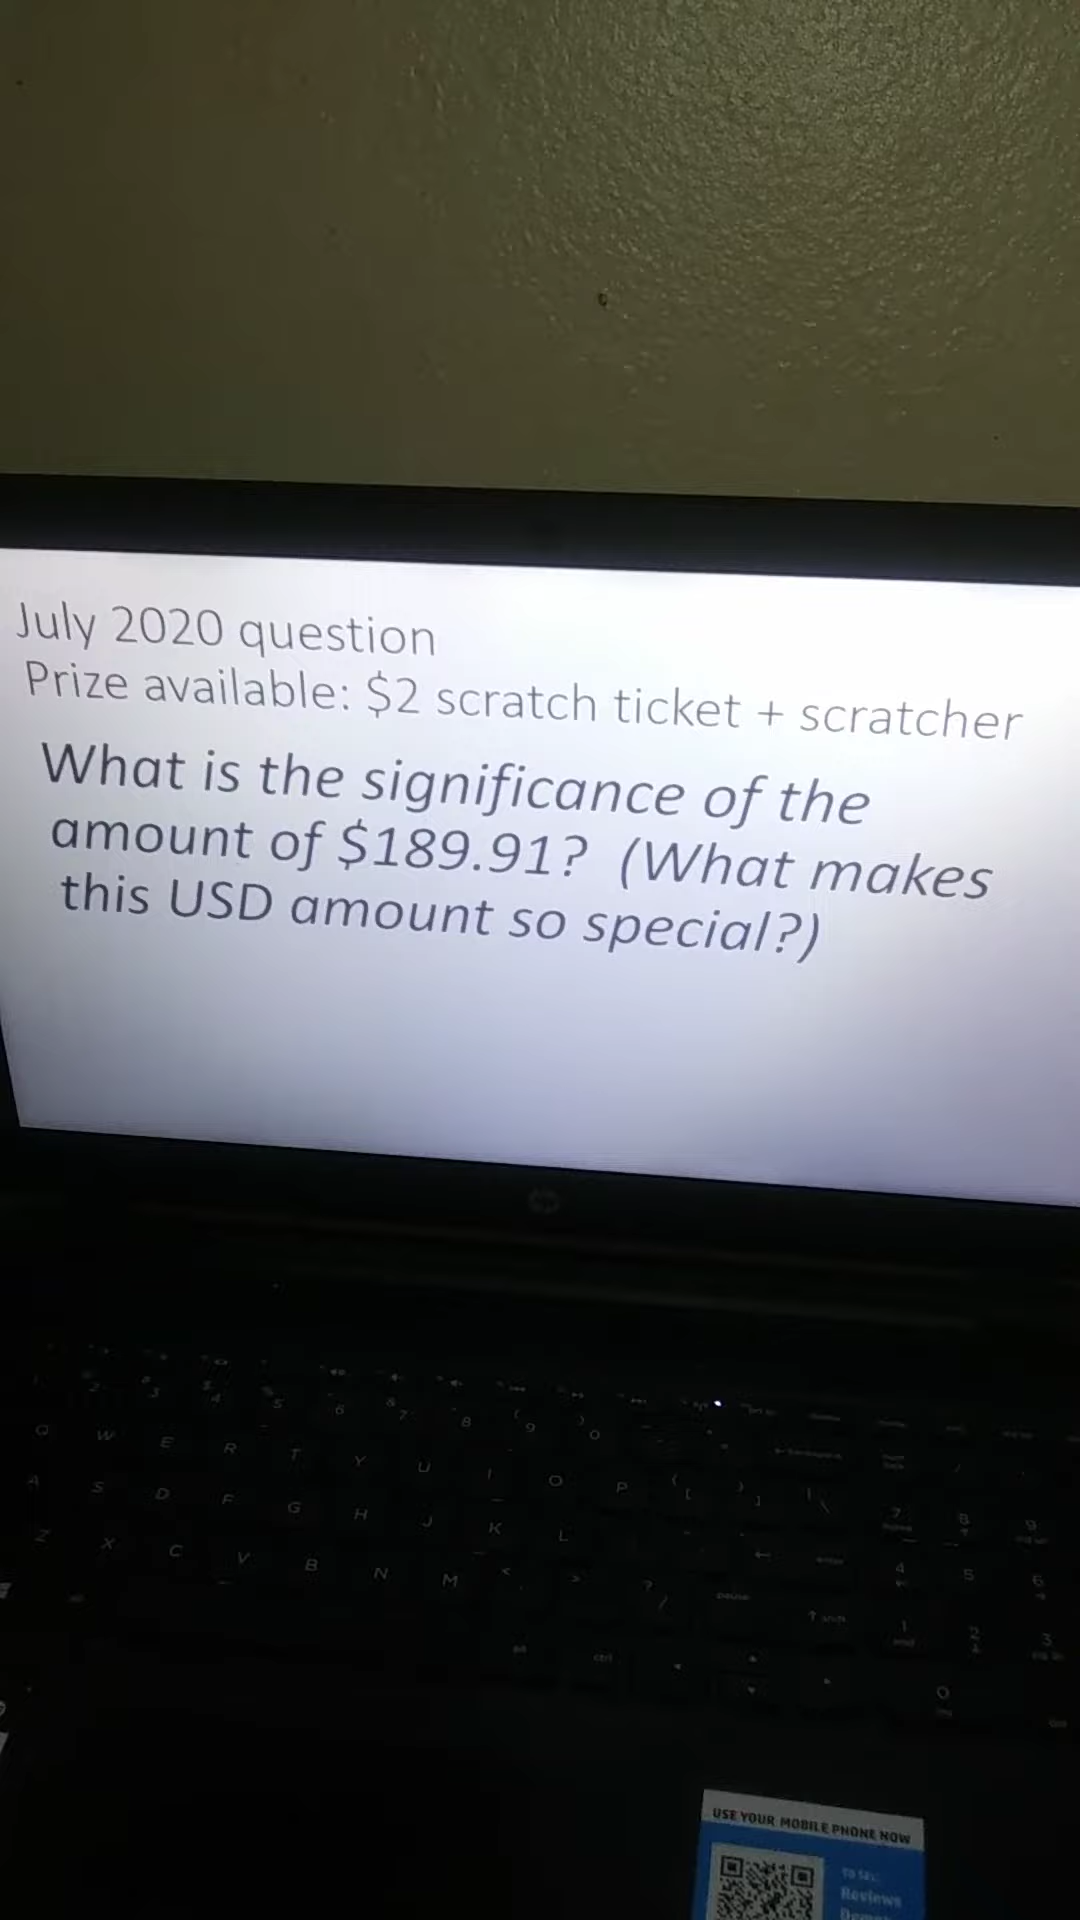 July 2020 question
Prize available: $2 scratch ticket + scratcher
What is the significance of the
amount of $189.91? (What makes
this USD amount so special?)
Q W E R T Y U I O P
A S D F G H J K L
Z X C V B N M
USE YOUR MOBILE PHONE NOW
Reviews